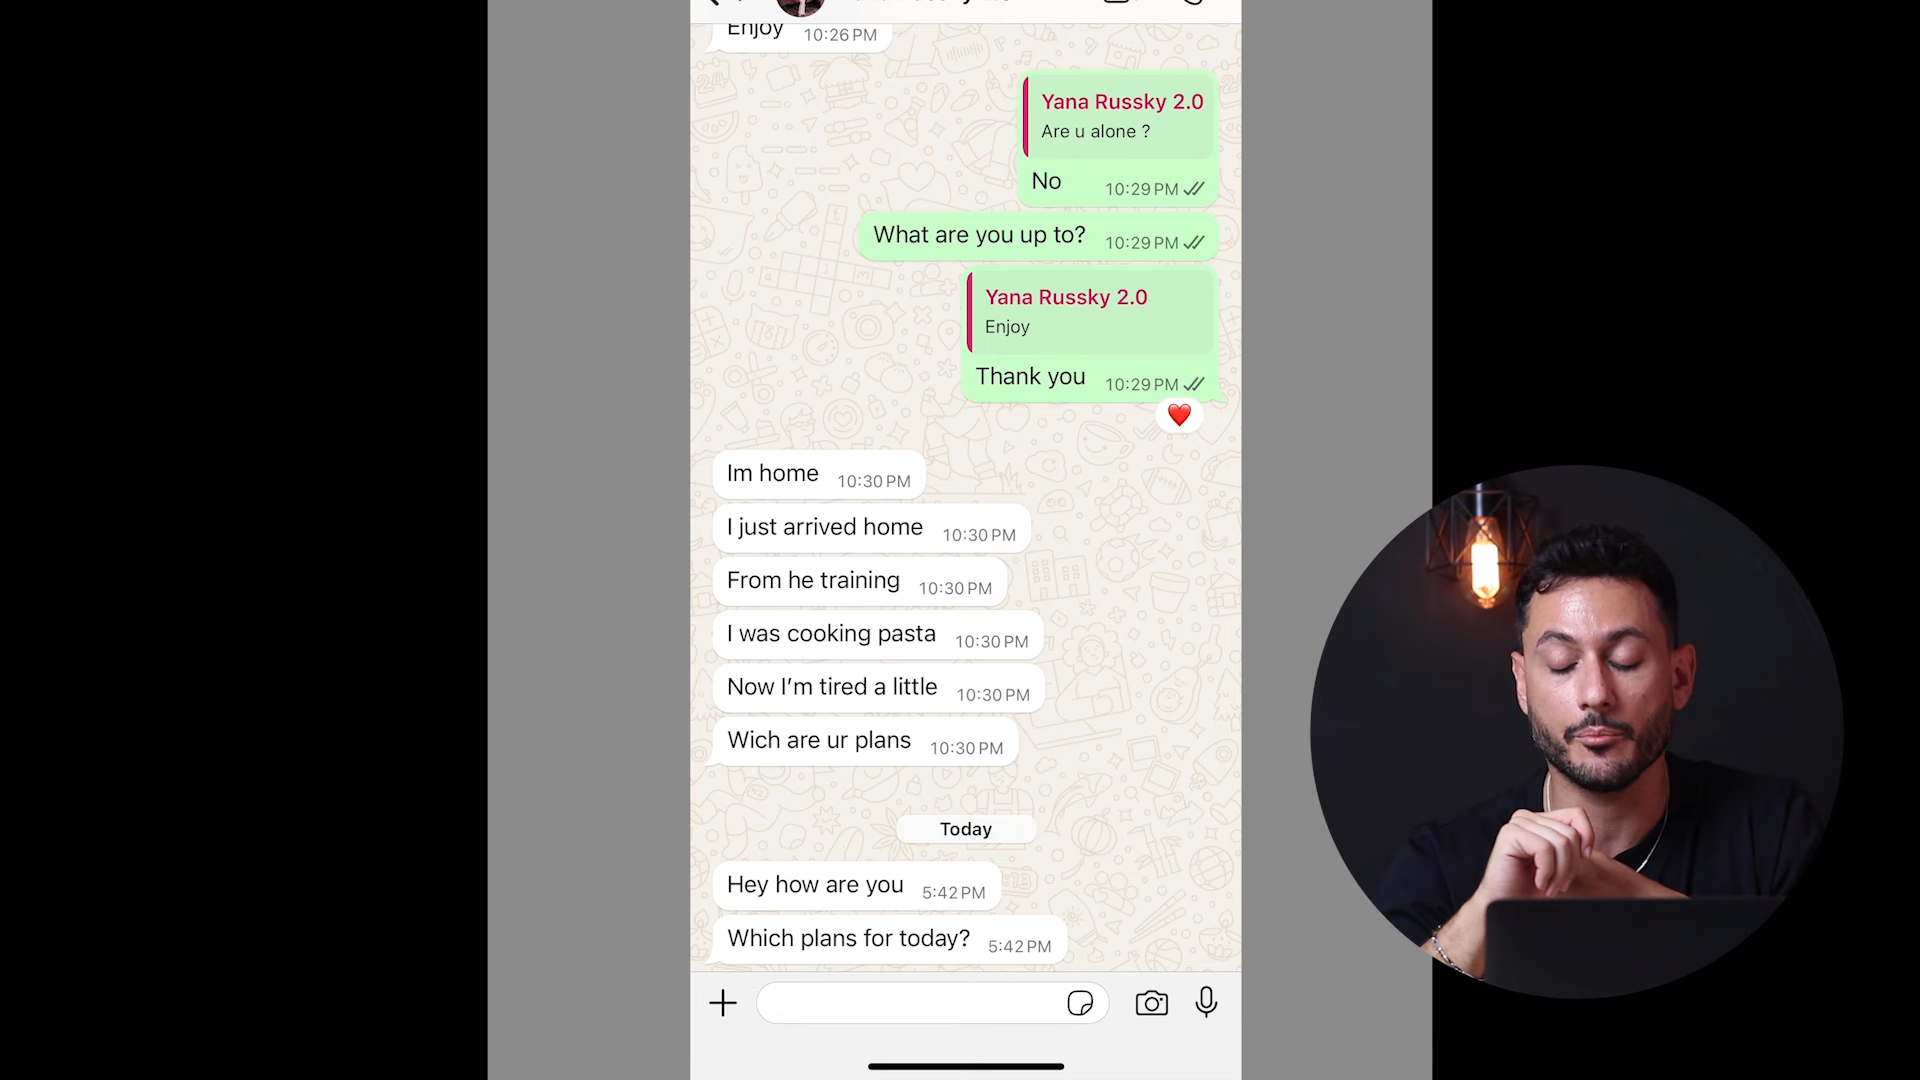 Enjoy 10:26 PM
Yana Russky 2.0
Are u alone ?
No 10:29 PM
What are you up to? 10:29 PM
Yana Russky 2.0
Enjoy
Thank you 10:29 PM
Im home 10:30 PM
I just arrived home 10:30 PM
From he training 10:30 PM
I was cooking pasta 10:30 PM
Now I’m tired a little 10:30 PM
Wich are ur plans 10:30 PM
Today
Hey how are you 5:42 PM
Which plans for today? 5:42 PM